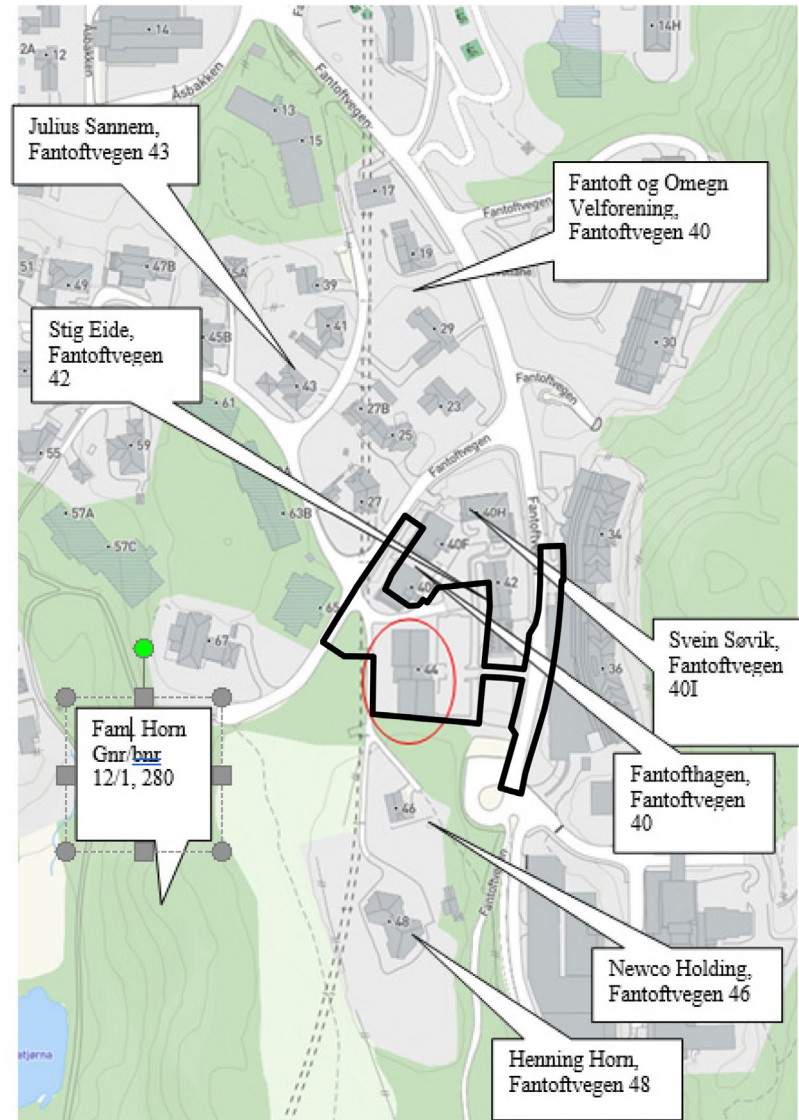 2A
12
Åsbakken
14
14H
Åsbakken
Fantoftvegen
13
15
Julius Sannem,
Fantoftvegen 43
17
Fantoft og Omegn
Velforening,
Fantoftvegen 40
Fantoftvegen
19
51
49
47B
39
41
29
30
45B
43
Stig Eide,
Fantoftvegen
42
Fantoftvegen
61
27B
23
25
55
59
Fantoftvegen
27
57A
63B
40H
34
57C
40F
42
65
67
44
36
Svein Søvik,
Fantoftvegen
40I
Fam. Horn
Gnr/bnr
12/1, 280
Fantofthagen,
Fantoftvegen
40
46
Fantoftvegen
48
Newco Holding,
Fantoftvegen 46
Henning Horn,
Fantoftvegen 48